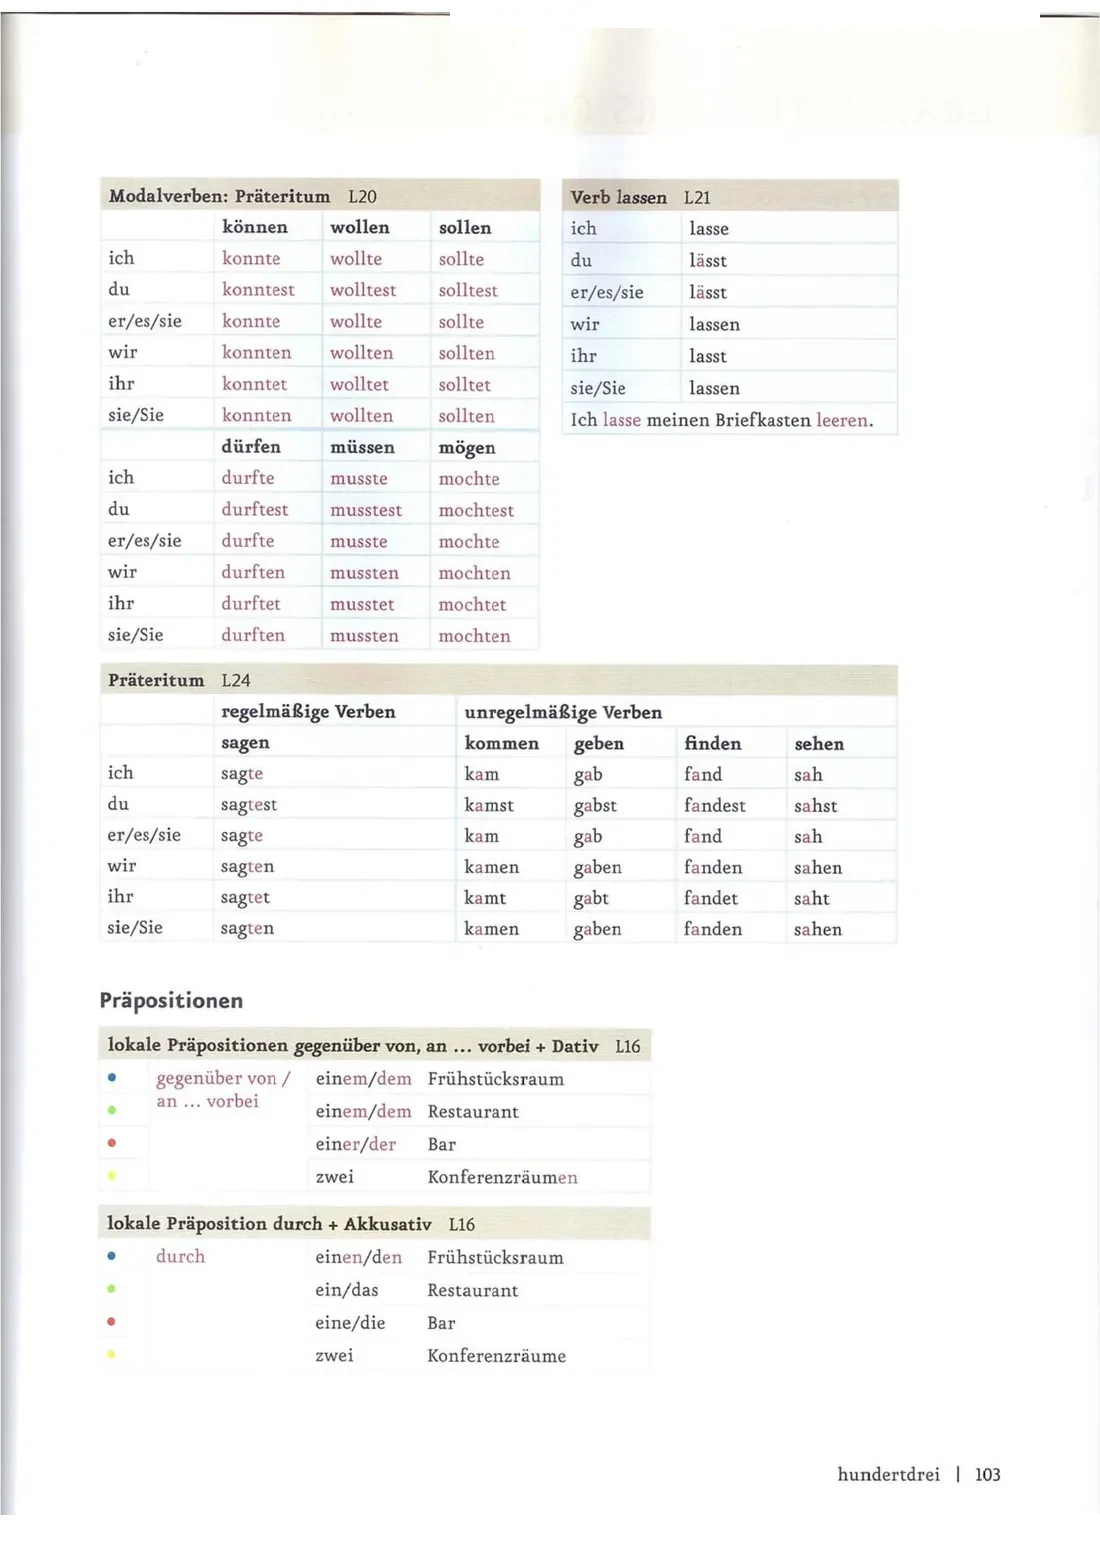 Modalverben: Präteritum L20
können wollen sollen
ich konnte wollte sollte
du konntest wolltest solltest
er/es/sie konnte wollte sollte
wir konnten wollten sollten
ihr konntet wolltet solltet
sie/Sie konnten wollten sollten
dürfen müssen mögen
ich durfte musste mochte
du durftest musstest mochtest
er/es/sie durfte musste mochte
wir durften mussten mochten
ihr durftet musstet mochtet
sie/Sie durften mussten mochten
Verb lassen L21
ich lasse
du lässt
er/es/sie lässt
wir lassen
ihr lasst
sie/Sie lassen
Ich lasse meinen Briefkasten leeren.
Präteritum L24
regelmäßige Verben unregelmäßige Verben
sagen kommen geben finden sehen
ich sagte kam gab fand sah
du sagtest kamst gabst fandest sahst
er/es/sie sagte kam gab fand sah
wir sagten kamen gaben fanden sahen
ihr sagtet kamt gabt fandet saht
sie/Sie sagten kamen gaben fanden sahen
Präpositionen
lokale Präpositionen gegenüber von, an ... vorbei + Dativ L16
gegenüber von / einem/dem Frühstücksraum
an ... vorbei
einem/dem Restaurant
einer/der Bar
zwei Konferenzräumen
lokale Präposition durch + Akkusativ L16
durch einen/den Frühstücksraum
ein/das Restaurant
eine/die Bar
zwei Konferenzräume
hundertdrei | 103